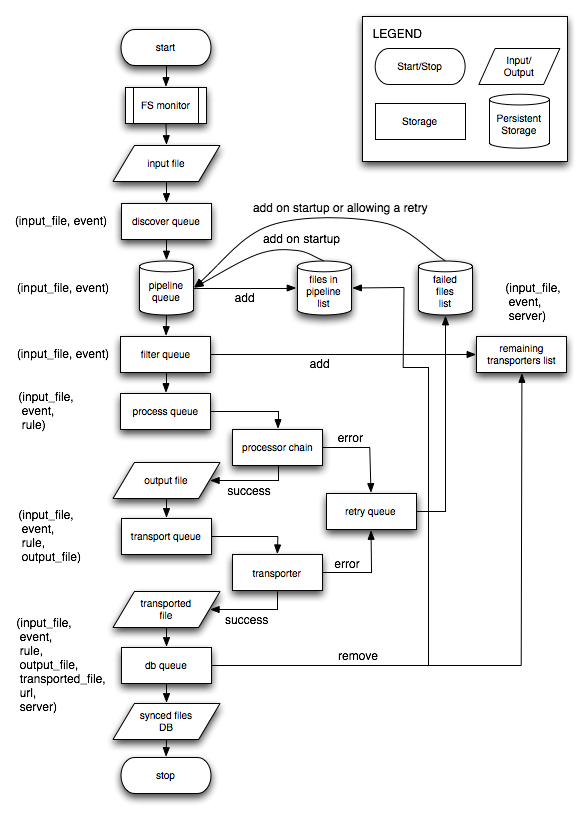 start
LEGEND
Start/Stop
Input/
Output
FS monitor
Storage
Persistent
Storage
input file
(input_file, event)
discover queue
add on startup or allowing a retry
add on startup
(input_file, event)
pipeline
queue
add
files in
pipeline
list
failed
files
list
(input_file,
event,
server)
(input_file, event)
filter queue
add
remaining
transporters list
(input_file,
event,
rule)
process queue
processor chain
error
output file
success
retry queue
(input_file,
event,
rule,
output_file)
transport queue
transporter
error
transported
file
success
(input_file,
event,
rule,
output_file,
transported_file,
url,
server)
db queue
remove
synced files
DB
stop